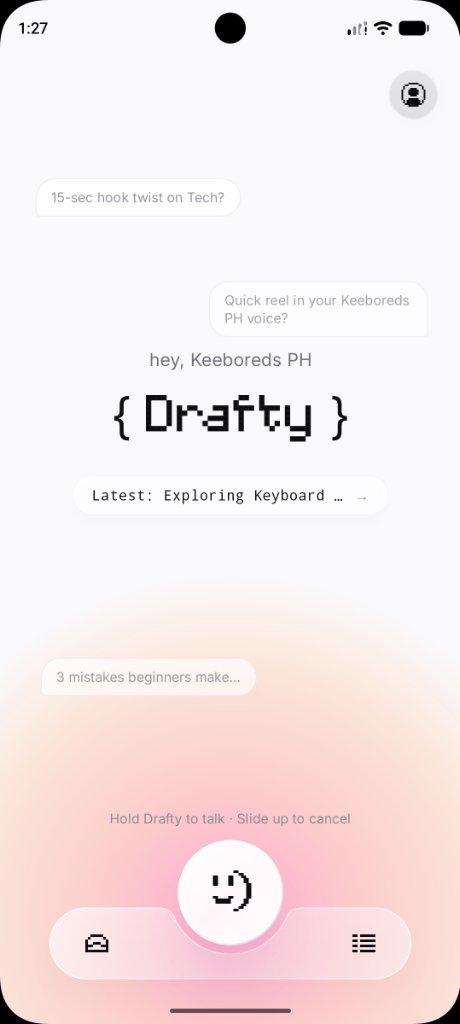 1:27
15-sec hook twist on Tech?
Quick reel in your Keeboreds
PH voice?
hey, Keeboreds PH
{ Drafty }
Latest: Exploring Keyboard … →
3 mistakes beginners make...
Hold Drafty to talk · Slide up to cancel